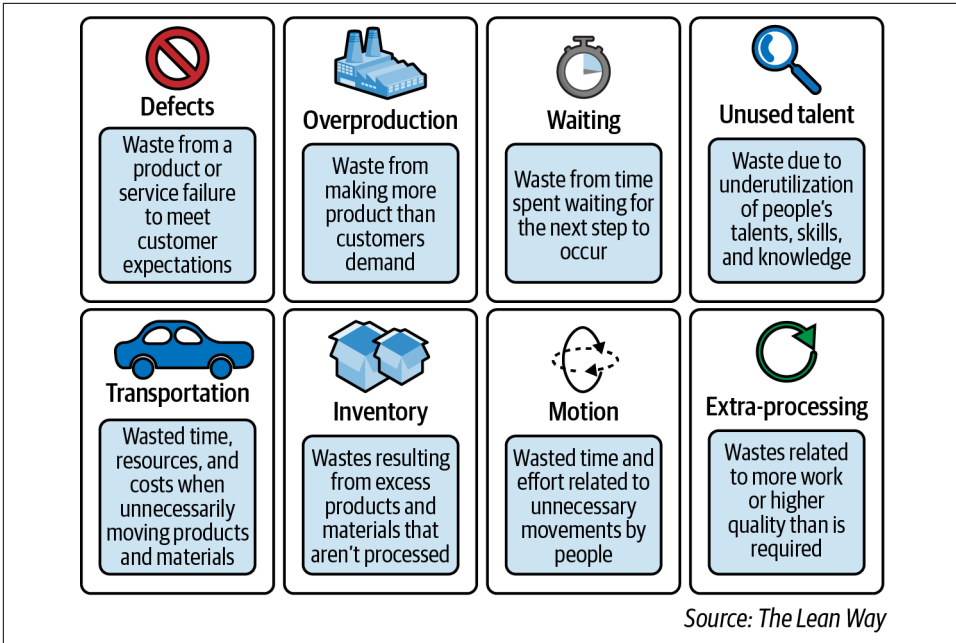 Defects
Waste from a
product or
service failure
to meet
customer
expectations
Overproduction
Waste from
making more
product than
customers
demand
Waiting
Waste from time
spent waiting for
the next step to
occur
Unused talent
Waste due to
underutilization
of people's
talents, skills,
and knowledge
Transportation
Wasted time,
resources, and
costs when
unnecessarily
moving products
and materials
Inventory
Wastes resulting
from excess
products and
materials that
aren't processed
Motion
Wasted time and
effort related to
unnecessary
movements by
people
Extra-processing
Wastes related
to more work
or higher
quality than is
required
Source: The Lean Way